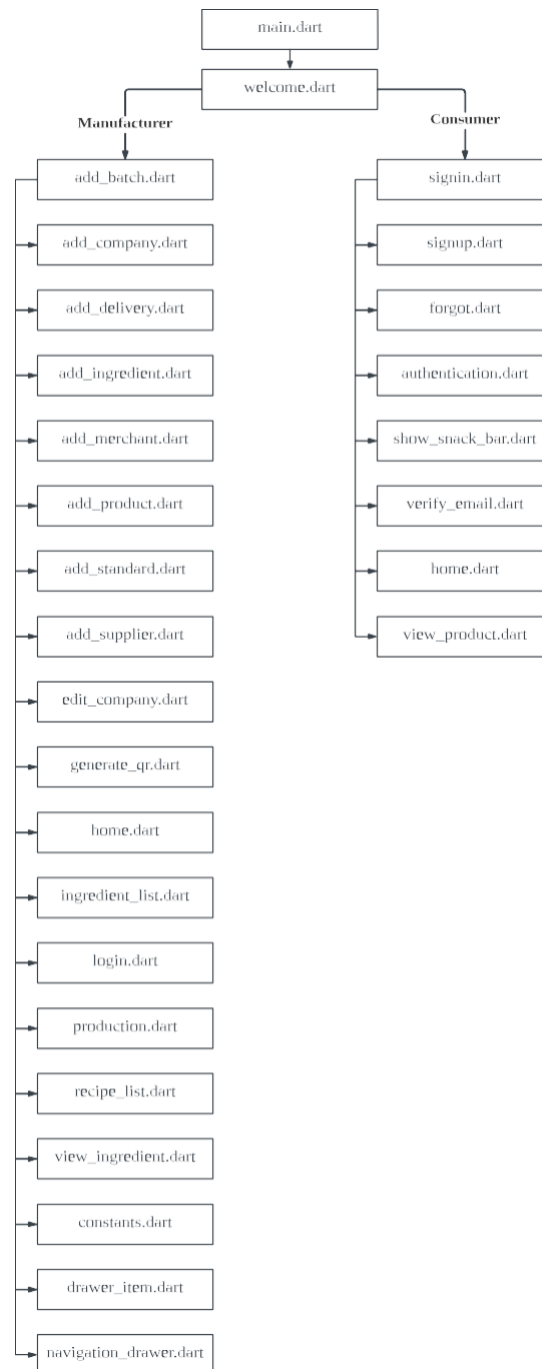 main.dart
welcome.dart
Manufacturer
Consumer
add_batch.dart
add_company.dart
add_delivery.dart
add_ingredient.dart
add_merchant.dart
add_product.dart
add_standard.dart
add_supplier.dart
edit_company.dart
generate_qr.dart
home.dart
ingredient_list.dart
login.dart
production.dart
recipe_list.dart
view_ingredient.dart
constants.dart
drawer_item.dart
navigation_drawer.dart
signin.dart
signup.dart
forgot.dart
authentication.dart
show_snack_bar.dart
verify_email.dart
home.dart
view_product.dart